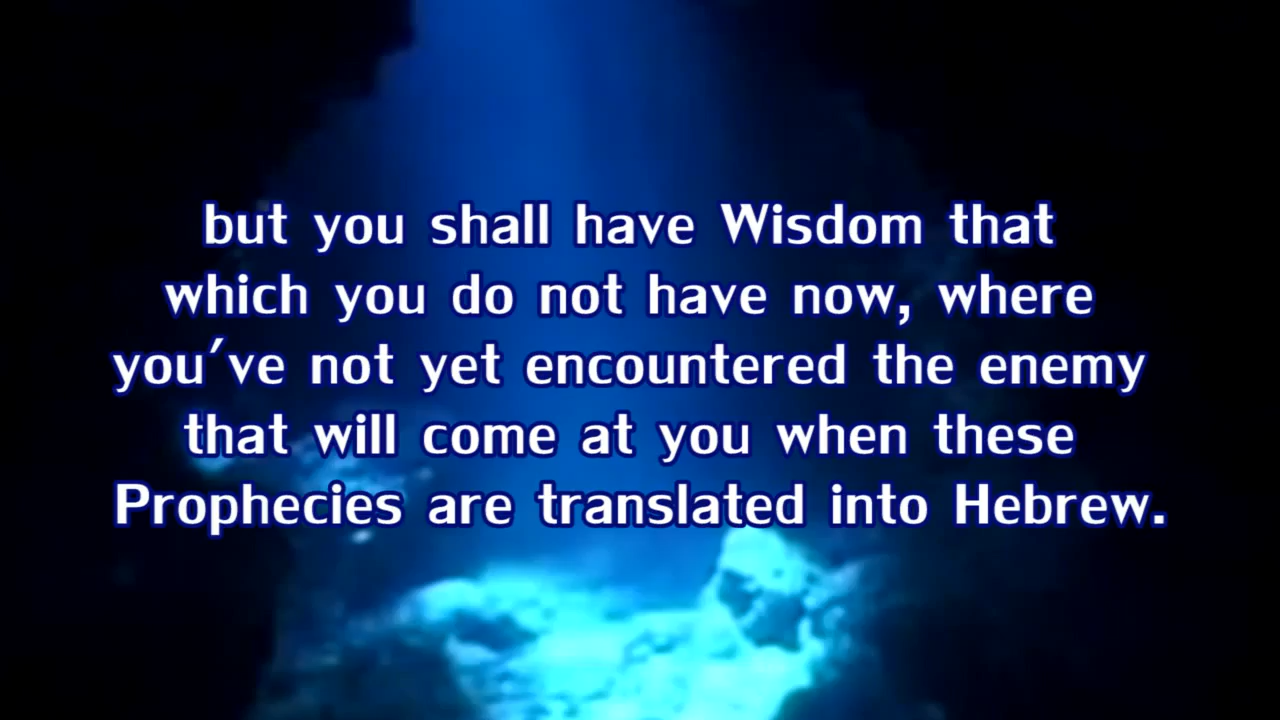 but you shall have Wisdom that
which you do not have now, where
you've not yet encountered the enemy
that will come at you when these
Prophecies are translated into Hebrew.